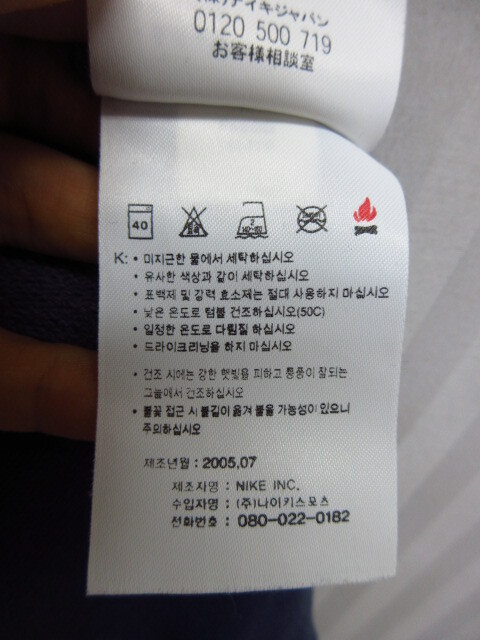 ナイキジャパン
0120 500 719
お客様相談室
40
K: • 미지근한 물에서 세탁하십시오
• 유사한 색상과 같이 세탁하십시오
• 표백제 및 강력 효소제는 절대 사용하지 마십시오
• 낮은 온도로 텀블 건조하십시오(50C)
• 일정한 온도로 다림질 하십시오
• 드라이크리닝을 하지 마십시오
• 건조 시에는 강한 햇빛을 피하고 통풍이 잘되는
그늘에서 건조하십시오
• 불꽃 접근 시 불길이 옮겨 붙을 가능성이 있으니
주의하십시오
제조년월 : 2005.07
제조자명 : NIKE INC.
수입자명 : (주)나이키스포츠
전화번호 : 080-022-0182